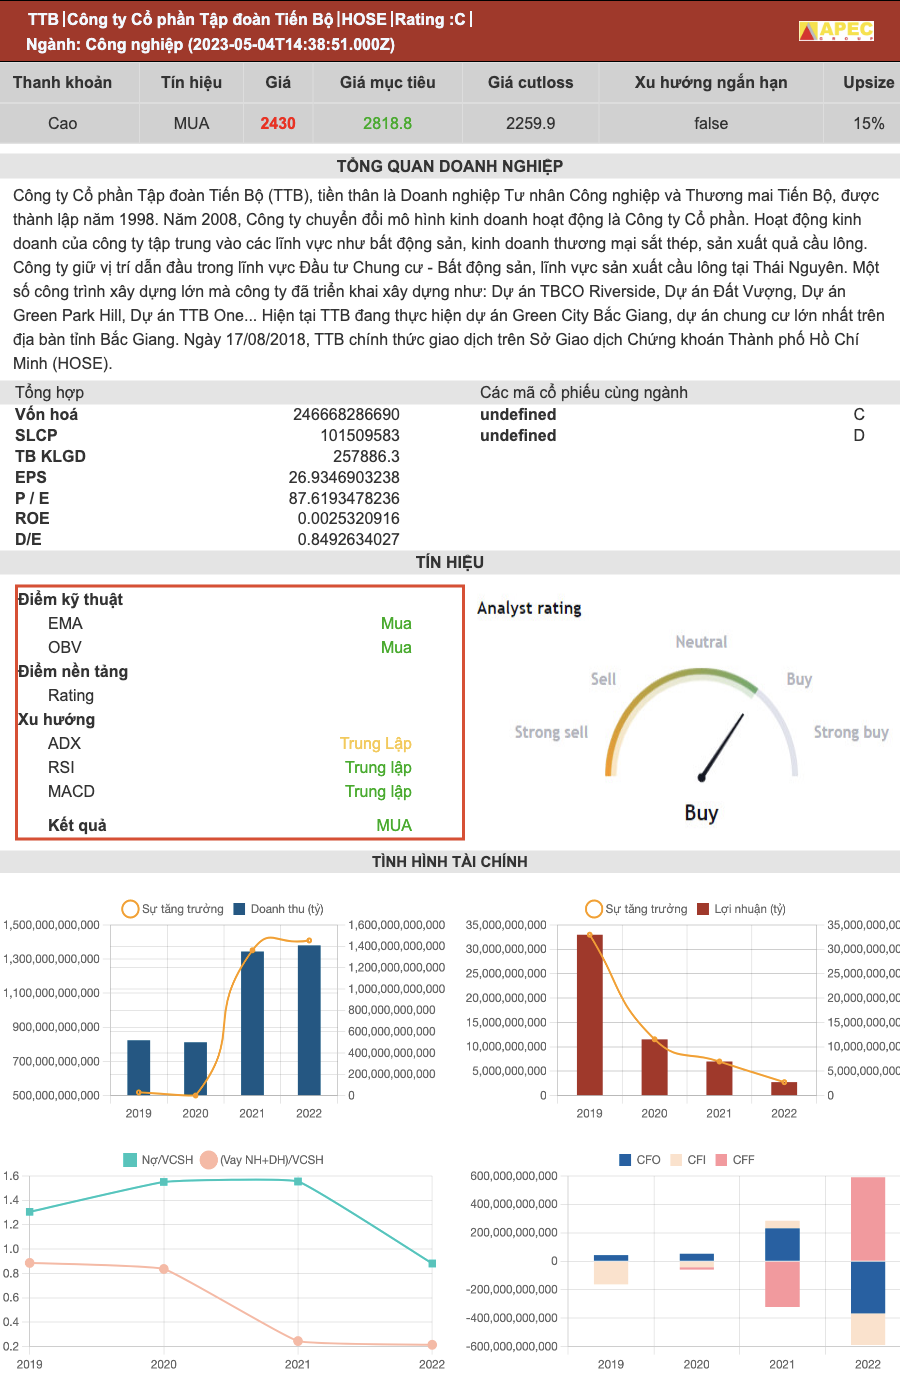 TTB |Công ty Cổ phần Tập đoàn Tiến Bộ |HOSE |Rating :C |
Ngành: Công nghiệp (2023-05-04T14:38:51.000Z)
APEC
GROUP
Thanh khoản Tín hiệu Giá Giá mục tiêu Giá cutloss Xu hướng ngắn hạn Upsize
Cao MUA 2430 2818.8 2259.9 false 15%
TỔNG QUAN DOANH NGHIỆP
Công ty Cổ phần Tập đoàn Tiến Bộ (TTB), tiền thân là Doanh nghiệp Tư nhân Công nghiệp và Thương mai Tiến Bộ, được
thành lập năm 1998. Năm 2008, Công ty chuyển đổi mô hình kinh doanh hoạt động là Công ty Cổ phần. Hoạt động kinh
doanh của công ty tập trung vào các lĩnh vực như bất động sản, kinh doanh thương mại sắt thép, sản xuất quả cầu lông.
Công ty giữ vị trí dẫn đầu trong lĩnh vực Đầu tư Chung cư - Bất động sản, lĩnh vực sản xuất cầu lông tại Thái Nguyên. Một
số công trình xây dựng lớn mà công ty đã triển khai xây dựng như: Dự án TBCO Riverside, Dự án Đất Vượng, Dự án
Green Park Hill, Dự án TTB One... Hiện tại TTB đang thực hiện dự án Green City Bắc Giang, dự án chung cư lớn nhất trên
địa bàn tỉnh Bắc Giang. Ngày 17/08/2018, TTB chính thức giao dịch trên Sở Giao dịch Chứng khoán Thành phố Hồ Chí
Minh (HOSE).
Tổng hợp Các mã cổ phiếu cùng ngành
Vốn hoá 246668286690 undefined C
SLCP 101509583 undefined D
TB KLGD 257886.3
EPS 26.9346903238
P / E 87.6193478236
ROE 0.0025320916
D/E 0.8492634027
TÍN HIỆU
Điểm kỹ thuật
EMA Mua
OBV Mua
Điểm nền tảng
Rating
Xu hướng
ADX Trung Lập
RSI Trung lập
MACD Trung lập
Kết quả MUA
Analyst rating
Neutral
Sell Buy
Strong sell Strong buy
Buy
TÌNH HÌNH TÀI CHÍNH
Sự tăng trưởng Doanh thu (tỷ)
1,500,000,000,000
1,300,000,000,000
1,100,000,000,000
900,000,000,000
700,000,000,000
500,000,000,000
1,600,000,000,000
1,400,000,000,000
1,200,000,000,000
1,000,000,000,000
800,000,000,000
600,000,000,000
400,000,000,000
200,000,000,000
0
2019 2020 2021 2022
Sự tăng trưởng Lợi nhuận (tỷ)
35,000,000,000
30,000,000,000
25,000,000,000
20,000,000,000
15,000,000,000
10,000,000,000
5,000,000,000
0
35,000,000,00
30,000,000,00
25,000,000,00
20,000,000,00
15,000,000,00
10,000,000,00
5,000,000,000
0
2019 2020 2021 2022
Nợ/VCSH (Vay NH+DH)/VCSH
1.6
1.4
1.2
1.0
0.8
0.6
0.4
0.2
2019 2020 2021 2022
CFO CFI CFF
600,000,000,000
400,000,000,000
200,000,000,000
0
-200,000,000,000
-400,000,000,000
-600,000,000,000
2019 2020 2021 2022